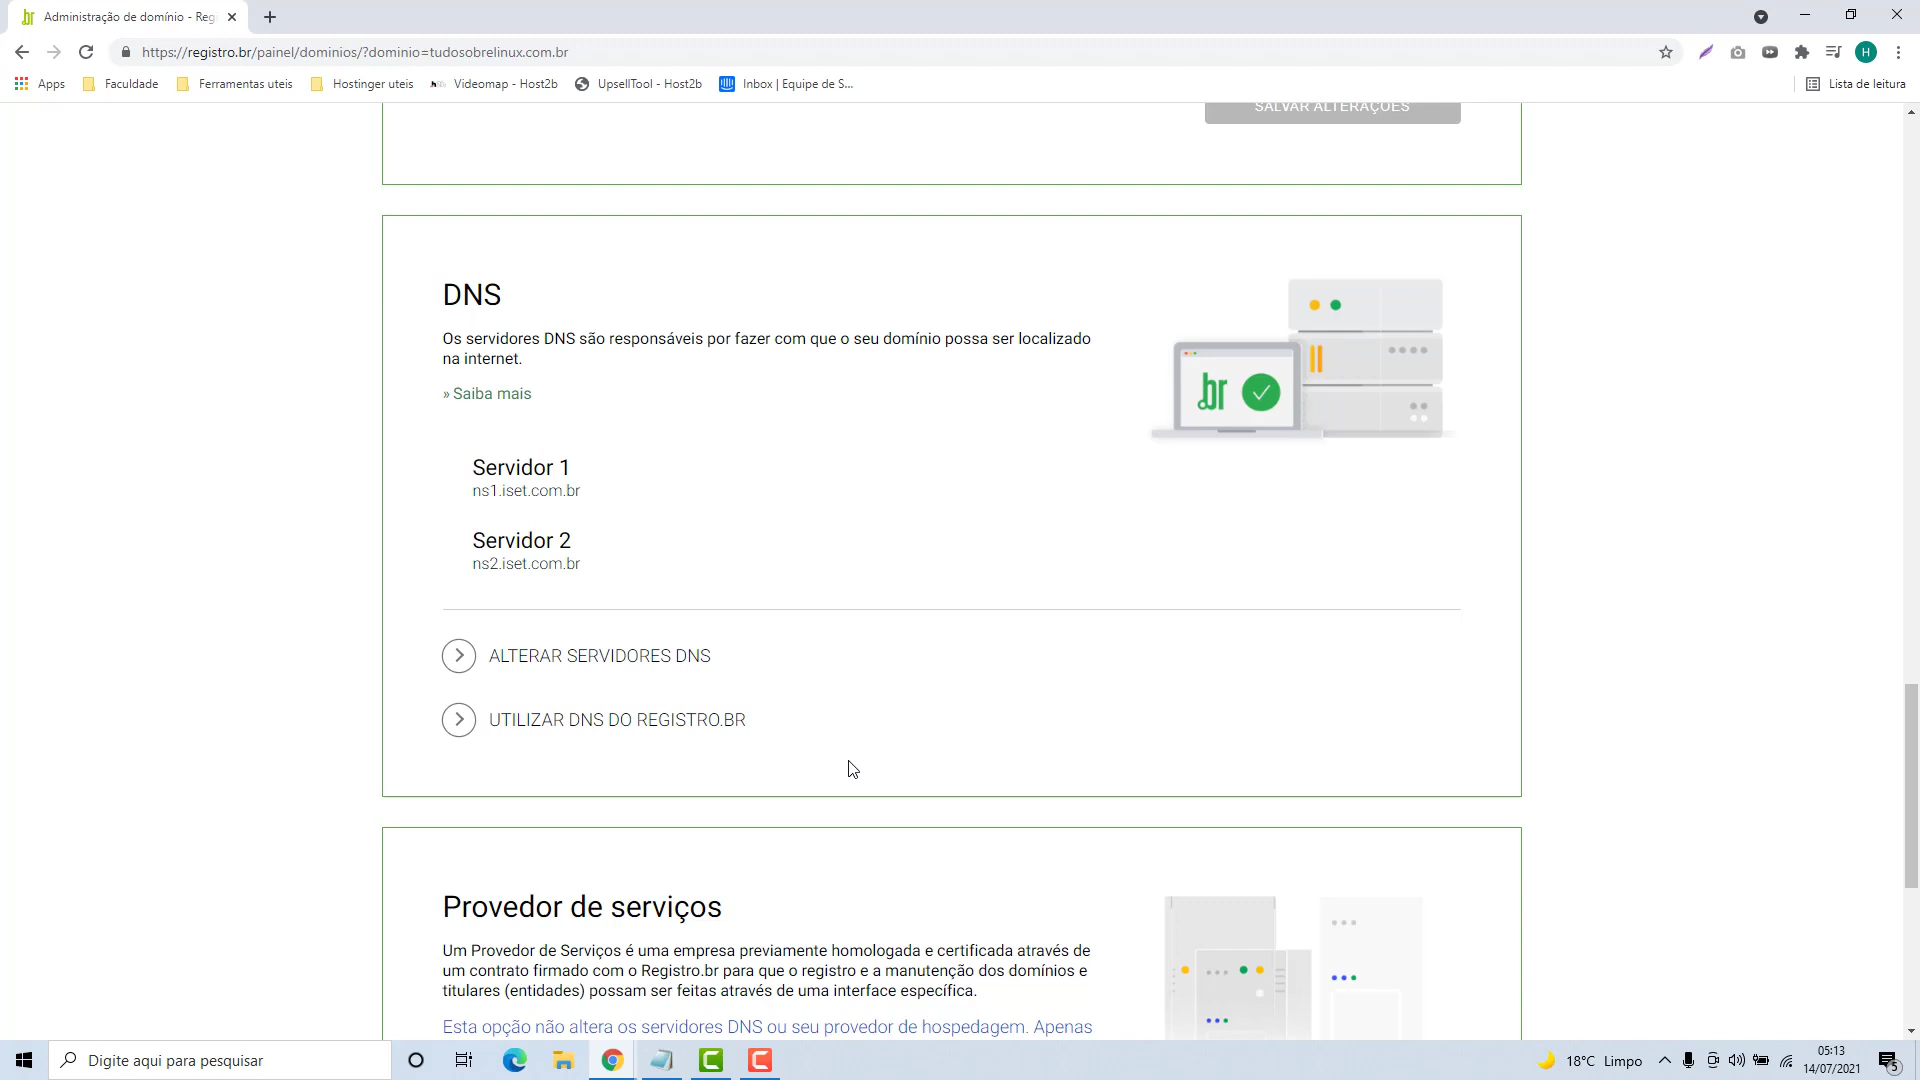 Administração de domínio - Reg
https://registro.br/painel/dominios/?dominio=tudosobrelinux.com.br
H
Apps
Faculdade
Ferramentas uteis
Hostinger uteis
Videomap - Host2b
UpsellTool - Host2b
Inbox | Equipe de S...
Lista de leitura
SALVAR ALTERAÇÕES
DNS
Os servidores DNS são responsáveis por fazer com que o seu domínio possa ser localizado
na internet.
» Saiba mais
.br
Servidor 1
ns1.iset.com.br
Servidor 2
ns2.iset.com.br
ALTERAR SERVIDORES DNS
UTILIZAR DNS DO REGISTRO.BR
Provedor de serviços
Um Provedor de Serviços é uma empresa previamente homologada e certificada através de
um contrato firmado com o Registro.br para que o registro e a manutenção dos domínios e
titulares (entidades) possam ser feitas através de uma interface específica.
Esta opção não altera os servidores DNS ou seu provedor de hospedagem. Apenas
Digite aqui para pesquisar
18°C Limpo
05:13
14/07/2021
5